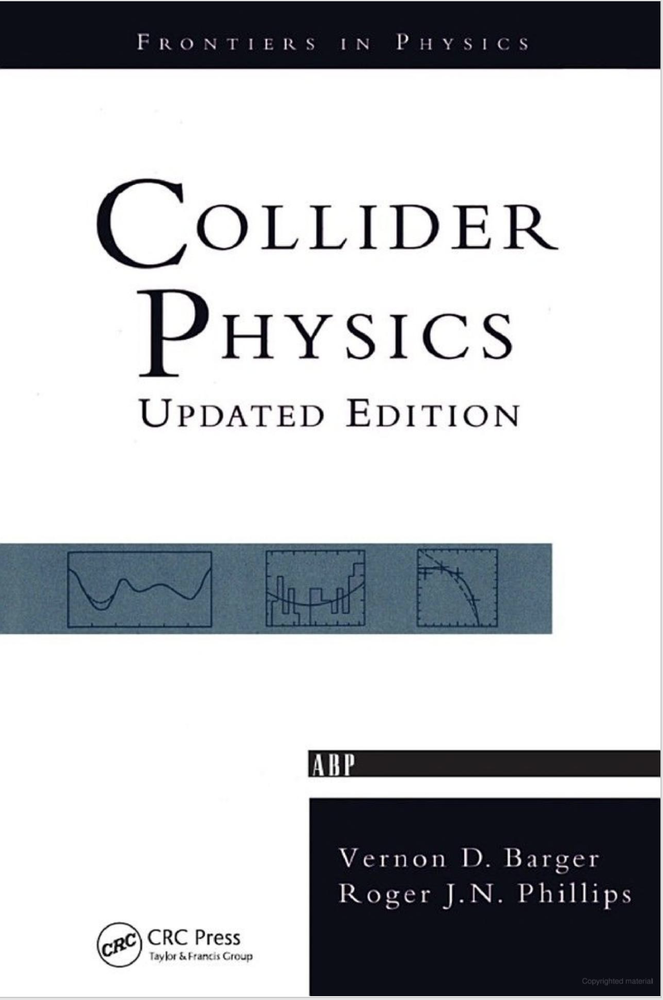 FRONTIERS IN PHYSICS
COLLIDER
PHYSICS
UPDATED EDITION
ABP
Vernon D. Barger
Roger J.N. Phillips
CRC CRC Press
Taylor & Francis Group
Copyrighted material